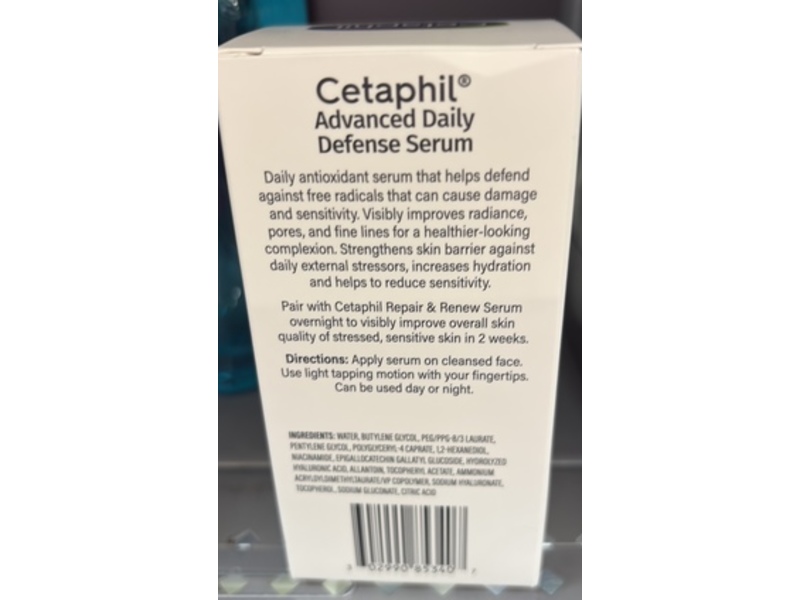 Cetaphil®
Advanced Daily
Defense Serum
Daily antioxidant serum that helps defend
against free radicals that can cause damage
and sensitivity. Visibly improves radiance,
pores, and fine lines for a healthier-looking
complexion. Strengthens skin barrier against
daily external stressors, increases hydration
and helps to reduce sensitivity.
Pair with Cetaphil Repair & Renew Serum
overnight to visibly improve overall skin
quality of stressed, sensitive skin in 2 weeks.
Directions: Apply serum on cleansed face.
Use light tapping motion with your fingertips.
Can be used day or night.
INGREDIENTS: WATER, BUTYLENE GLYCOL, PEG/PPG-8/3 LAURATE,
PENTYLENE GLYCOL, POLYGLYCERYL-4 CAPRATE, 1,2-HEXANEDIOL,
NIACINAMIDE, EPIGALLOCATECHIN GALLATYL GLUCOSIDE, HYDROLYZED
HYALURONIC ACID, ALLANTOIN, TOCOPHERYL ACETATE, AMMONIUM
ACRYLOYLDIMETHYLTAURATE/VP COPOLYMER, SODIUM HYALURONATE,
TOCOPHEROL, SODIUM GLUCONATE, CITRIC ACID
3 02990 85340 7